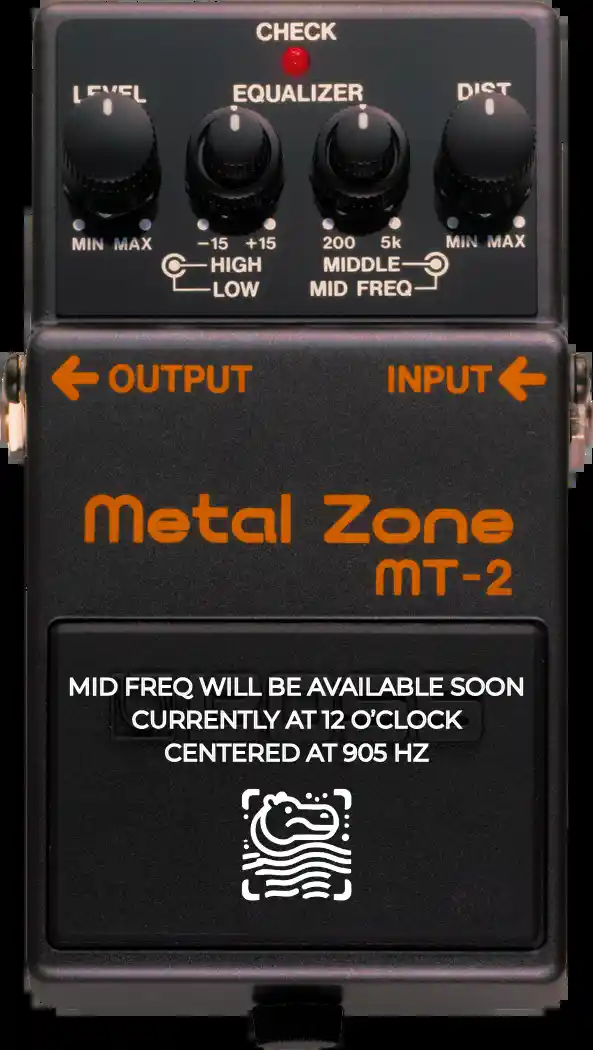 CHECK
LEVEL EQUALIZER DIST
MIN MAX -15 +15 200 5k MIN MAX
HIGH MIDDLE
LOW MID FREQ
OUTPUT INPUT
Metal Zone
MT-2
MID FREQ WILL BE AVAILABLE SOON
CURRENTLY AT 12 O'CLOCK
CENTERED AT 905 HZ